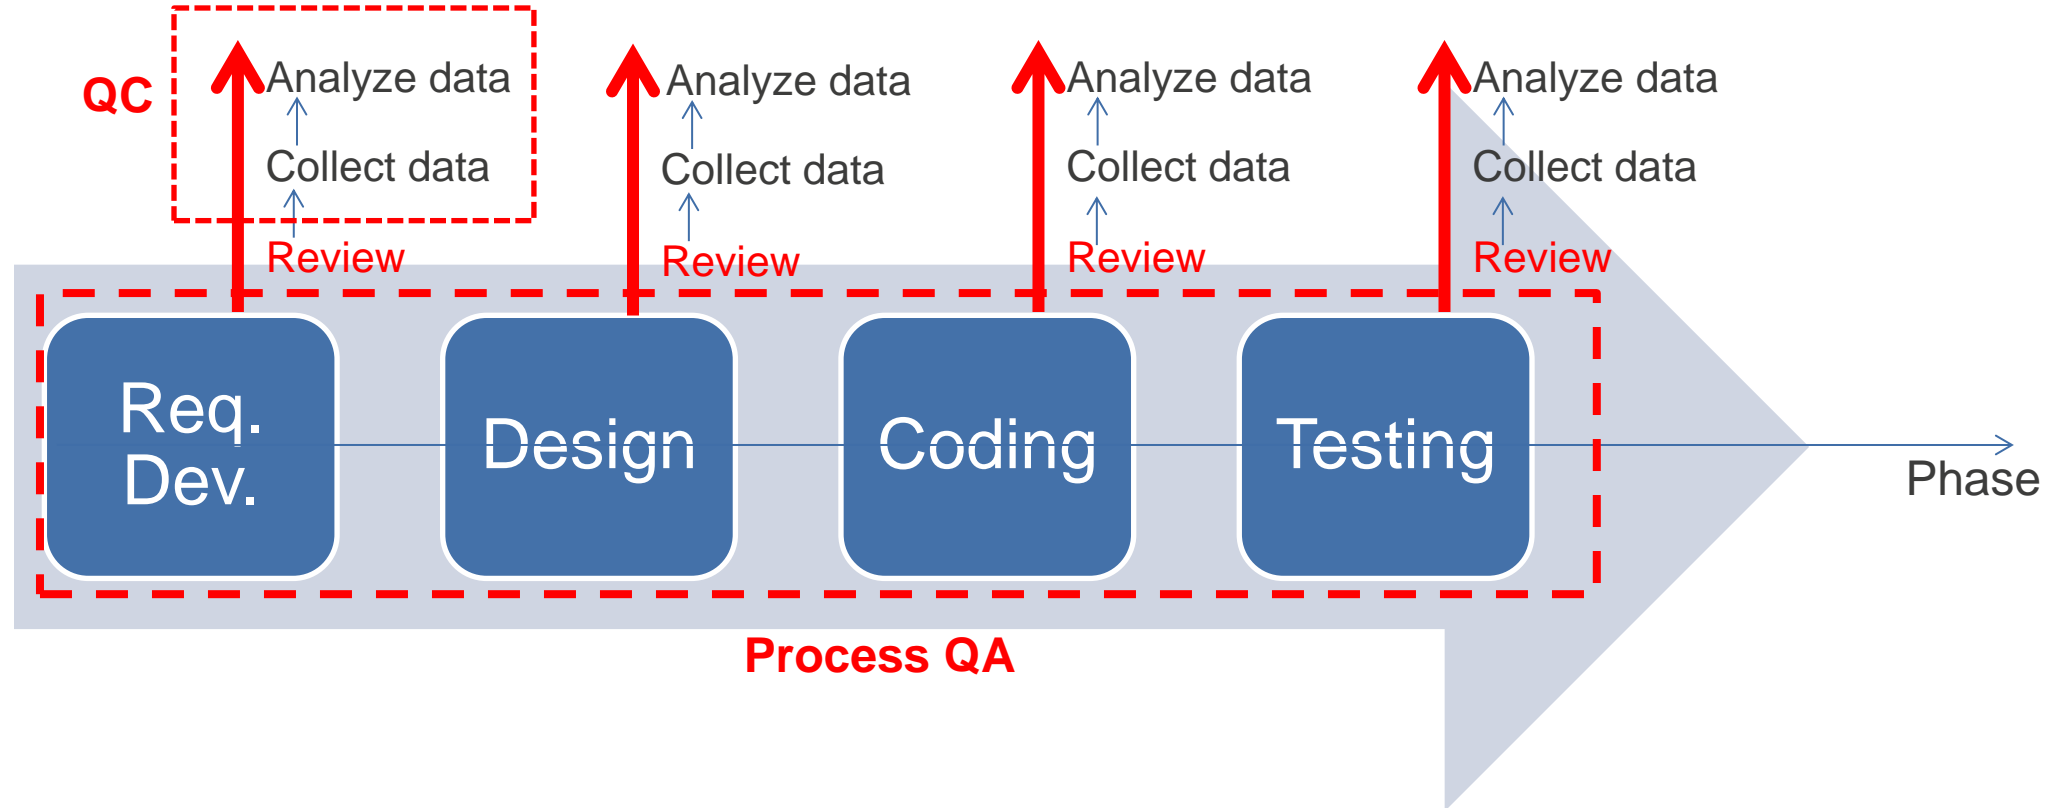 QC
Analyze data
Collect data
Review
Analyze data
Collect data
Review
Analyze data
Collect data
Review
Analyze data
Collect data
Review
Req.
Dev.
Design
Coding
Testing
Phase
Process QA